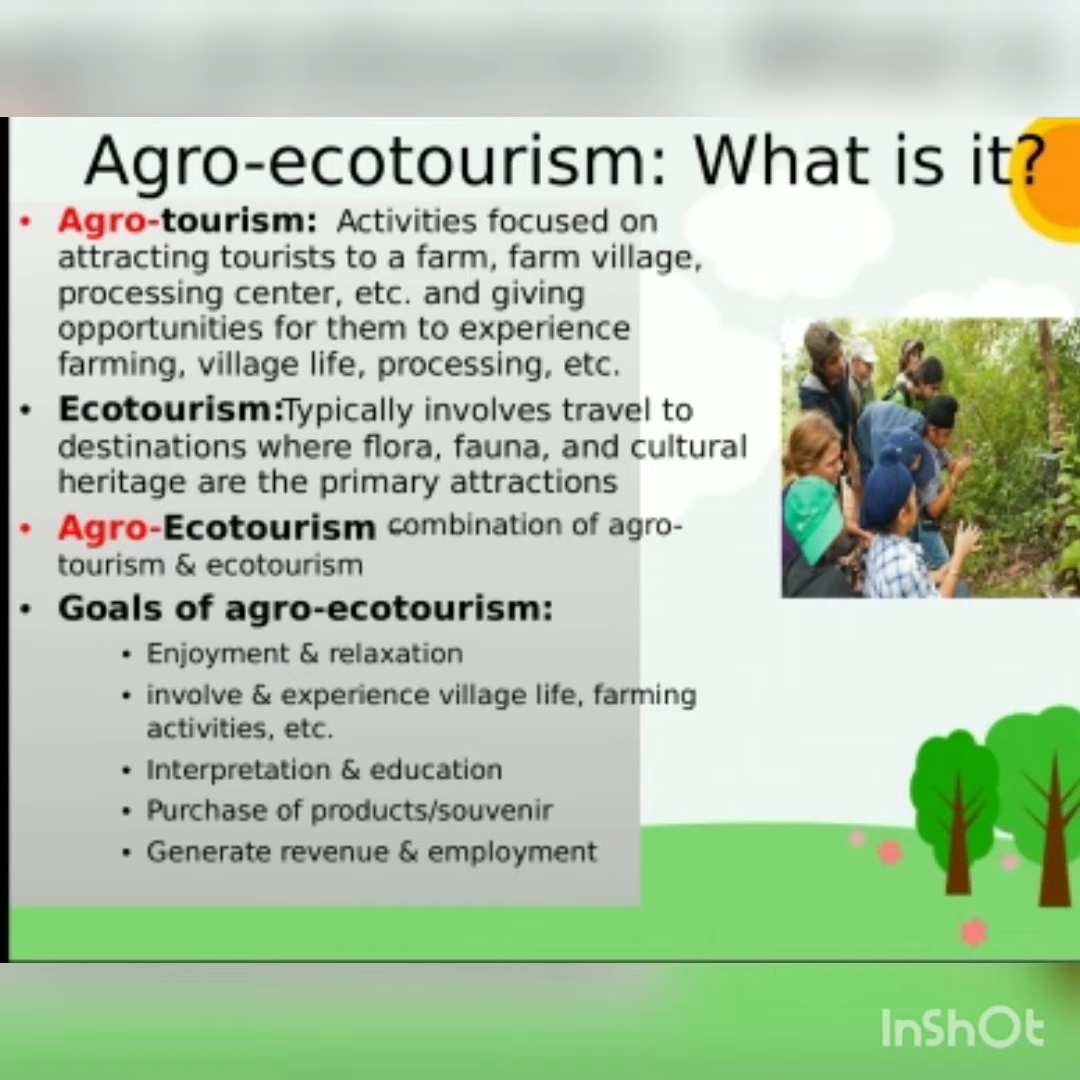 Agro-ecotourism: What is it?
• Agro-tourism: Activities focused on
attracting tourists to a farm, farm village,
processing center, etc. and giving
opportunities for them to experience
farming, village life, processing, etc.
• Ecotourism:Typically involves travel to
destinations where flora, fauna, and cultural
heritage are the primary attractions
• Agro-Ecotourism combination of agro-
tourism & ecotourism
• Goals of agro-ecotourism:
• Enjoyment & relaxation
• involve & experience village life, farming
activities, etc.
• Interpretation & education
• Purchase of products/souvenir
• Generate revenue & employment
InShOt